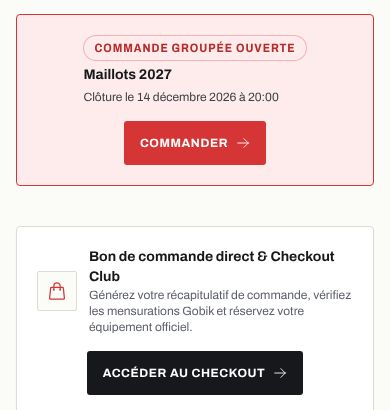 COMMANDE GROUPÉE OUVERTE
Maillots 2027
Clôture le 14 décembre 2026 à 20:00
COMMANDER →
Bon de commande direct & Checkout
Club
Générez votre récapitulatif de commande, vérifiez
les mensurations Gobik et réservez votre
équipement officiel.
ACCÉDER AU CHECKOUT →